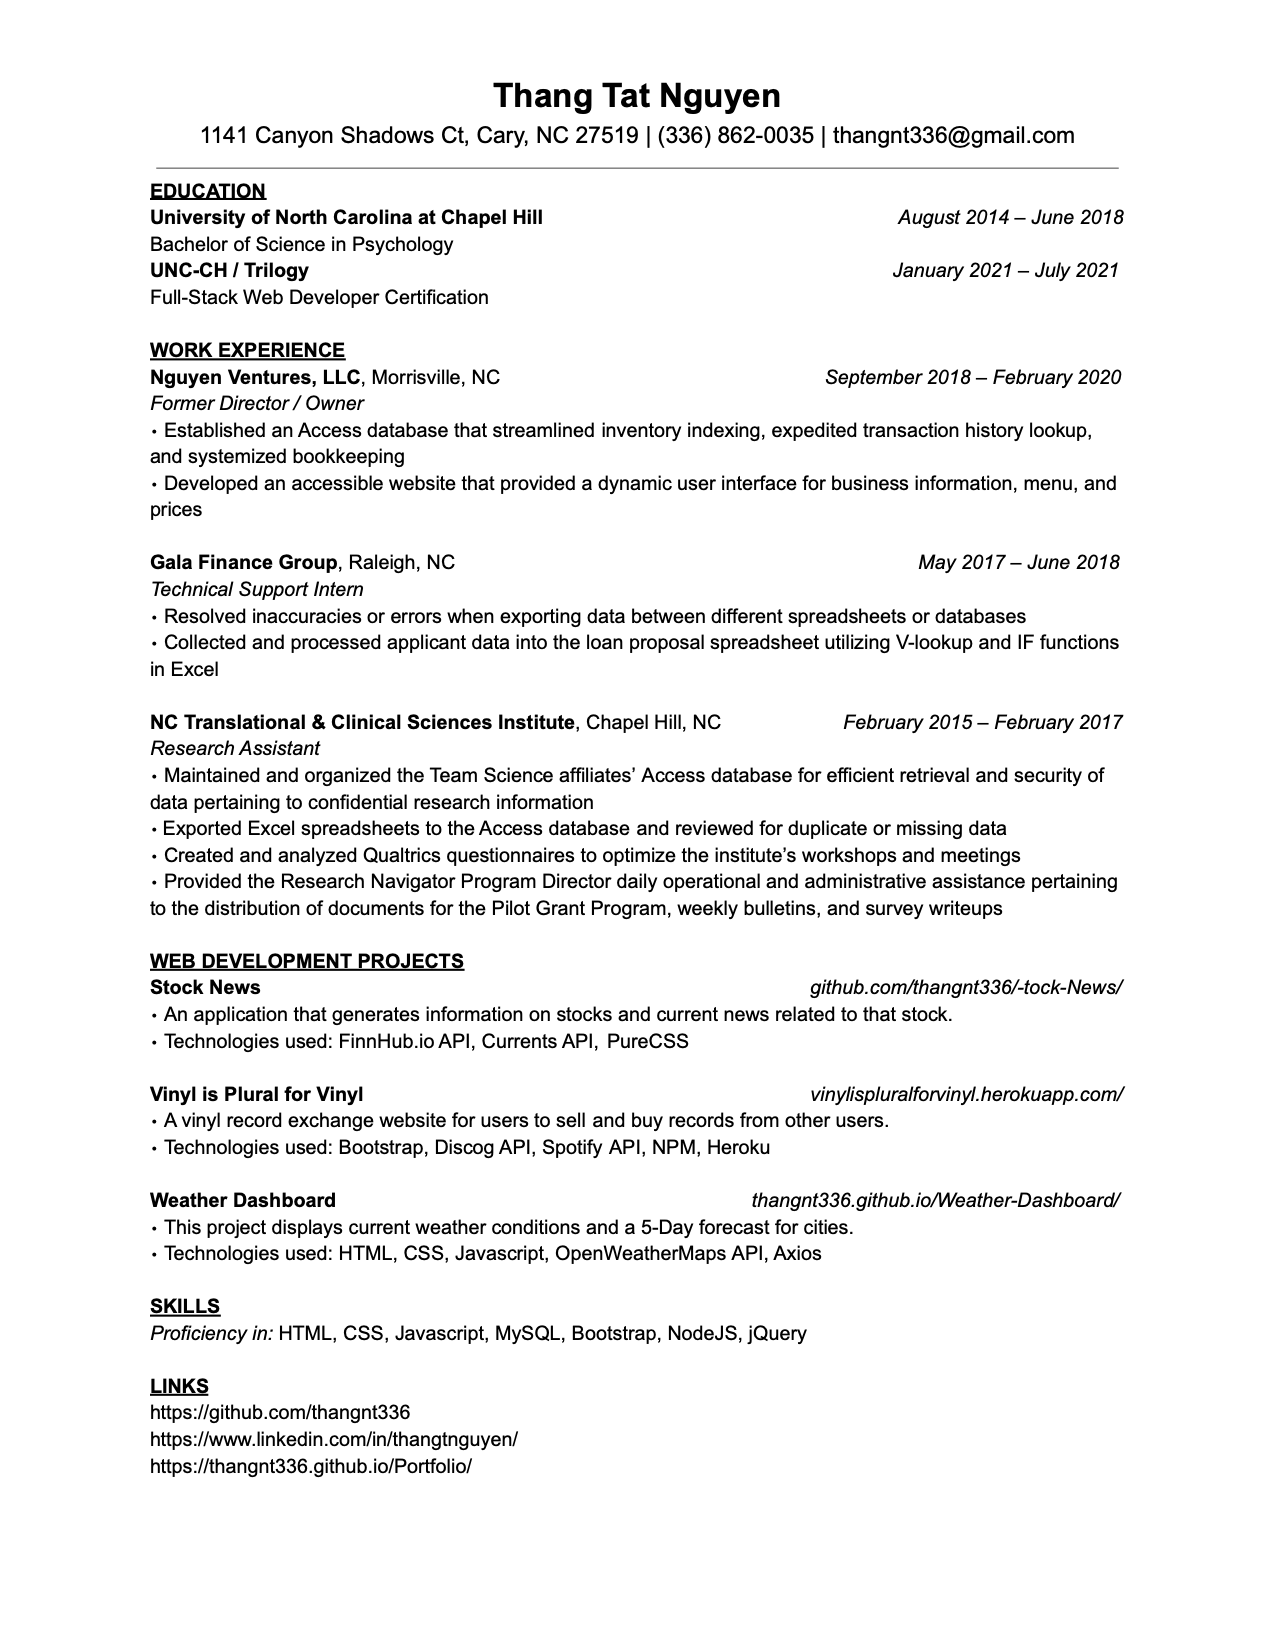 Thang Tat Nguyen
1141 Canyon Shadows Ct, Cary, NC 27519 | (336) 862-0035 | thangnt336@gmail.com
EDUCATION
University of North Carolina at Chapel Hill August 2014 – June 2018
Bachelor of Science in Psychology
UNC-CH / Trilogy January 2021 – July 2021
Full-Stack Web Developer Certification
WORK EXPERIENCE
Nguyen Ventures, LLC, Morrisville, NC September 2018 – February 2020
Former Director / Owner
• Established an Access database that streamlined inventory indexing, expedited transaction history lookup,
and systemized bookkeeping
• Developed an accessible website that provided a dynamic user interface for business information, menu, and
prices
Gala Finance Group, Raleigh, NC May 2017 – June 2018
Technical Support Intern
• Resolved inaccuracies or errors when exporting data between different spreadsheets or databases
• Collected and processed applicant data into the loan proposal spreadsheet utilizing V-lookup and IF functions
in Excel
NC Translational & Clinical Sciences Institute, Chapel Hill, NC February 2015 – February 2017
Research Assistant
• Maintained and organized the Team Science affiliates’ Access database for efficient retrieval and security of
data pertaining to confidential research information
• Exported Excel spreadsheets to the Access database and reviewed for duplicate or missing data
• Created and analyzed Qualtrics questionnaires to optimize the institute’s workshops and meetings
• Provided the Research Navigator Program Director daily operational and administrative assistance pertaining
to the distribution of documents for the Pilot Grant Program, weekly bulletins, and survey writeups
WEB DEVELOPMENT PROJECTS
Stock News github.com/thangnt336/-tock-News/
• An application that generates information on stocks and current news related to that stock.
• Technologies used: FinnHub.io API, Currents API, PureCSS
Vinyl is Plural for Vinyl vinylispluralforvinyl.herokuapp.com/
• A vinyl record exchange website for users to sell and buy records from other users.
• Technologies used: Bootstrap, Discog API, Spotify API, NPM, Heroku
Weather Dashboard thangnt336.github.io/Weather-Dashboard/
• This project displays current weather conditions and a 5-Day forecast for cities.
• Technologies used: HTML, CSS, Javascript, OpenWeatherMaps API, Axios
SKILLS
Proficiency in: HTML, CSS, Javascript, MySQL, Bootstrap, NodeJS, jQuery
LINKS
https://github.com/thangnt336
https://www.linkedin.com/in/thangtnguyen/
https://thangnt336.github.io/Portfolio/